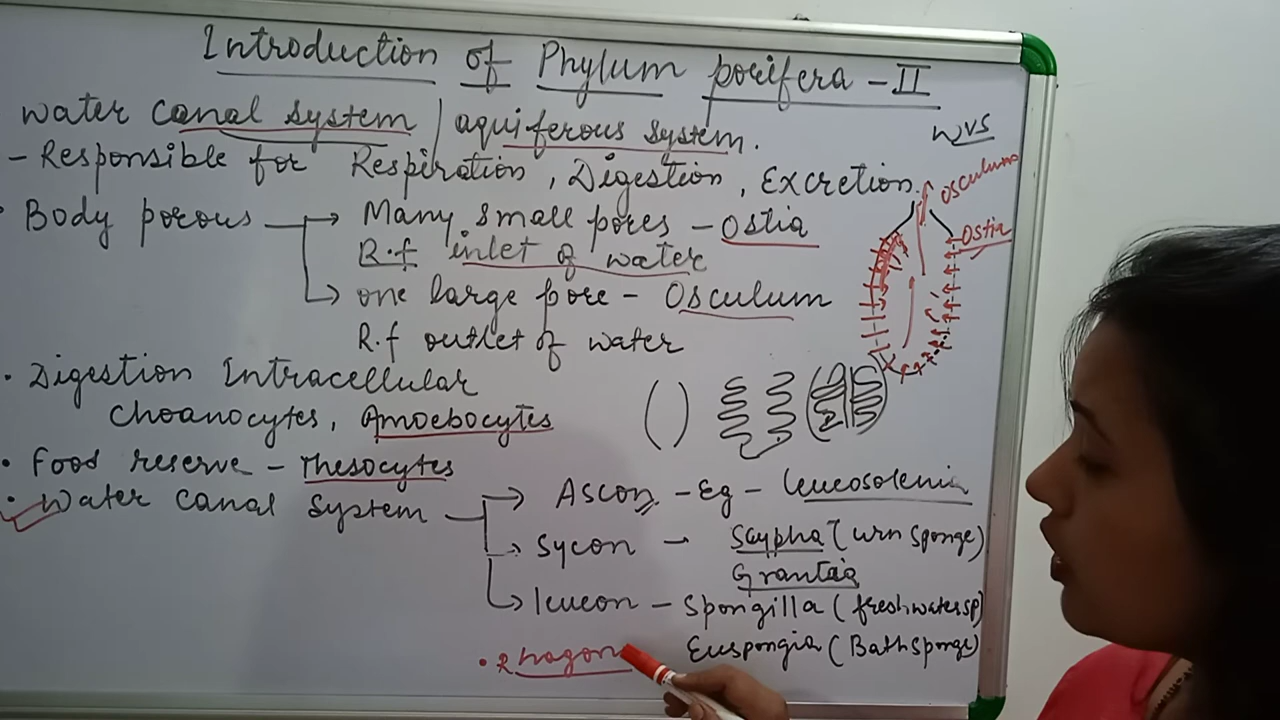 Introduction of Phylum porifera - II
water canal system / aquiferous system.
WVS
- Responsible for Respiration, Digestion, Excretion.
Osculum
• Body porous → Many small pores - Ostia
Ostia
R.f inlet of water
→ one large pore - Osculum
R.f outlet of water
• Digestion Intracellular
Choanocytes, Amoebocytes
• Food reserve - Thesocytes
• Water canal System → Ascon - Eg - Leucosolenia
→ Sycon - Scypha (urn sponge)
Grantia
→ leucon - Spongilla (freshwater sp)
Euspongia (Bath sponge)
• Rhagon